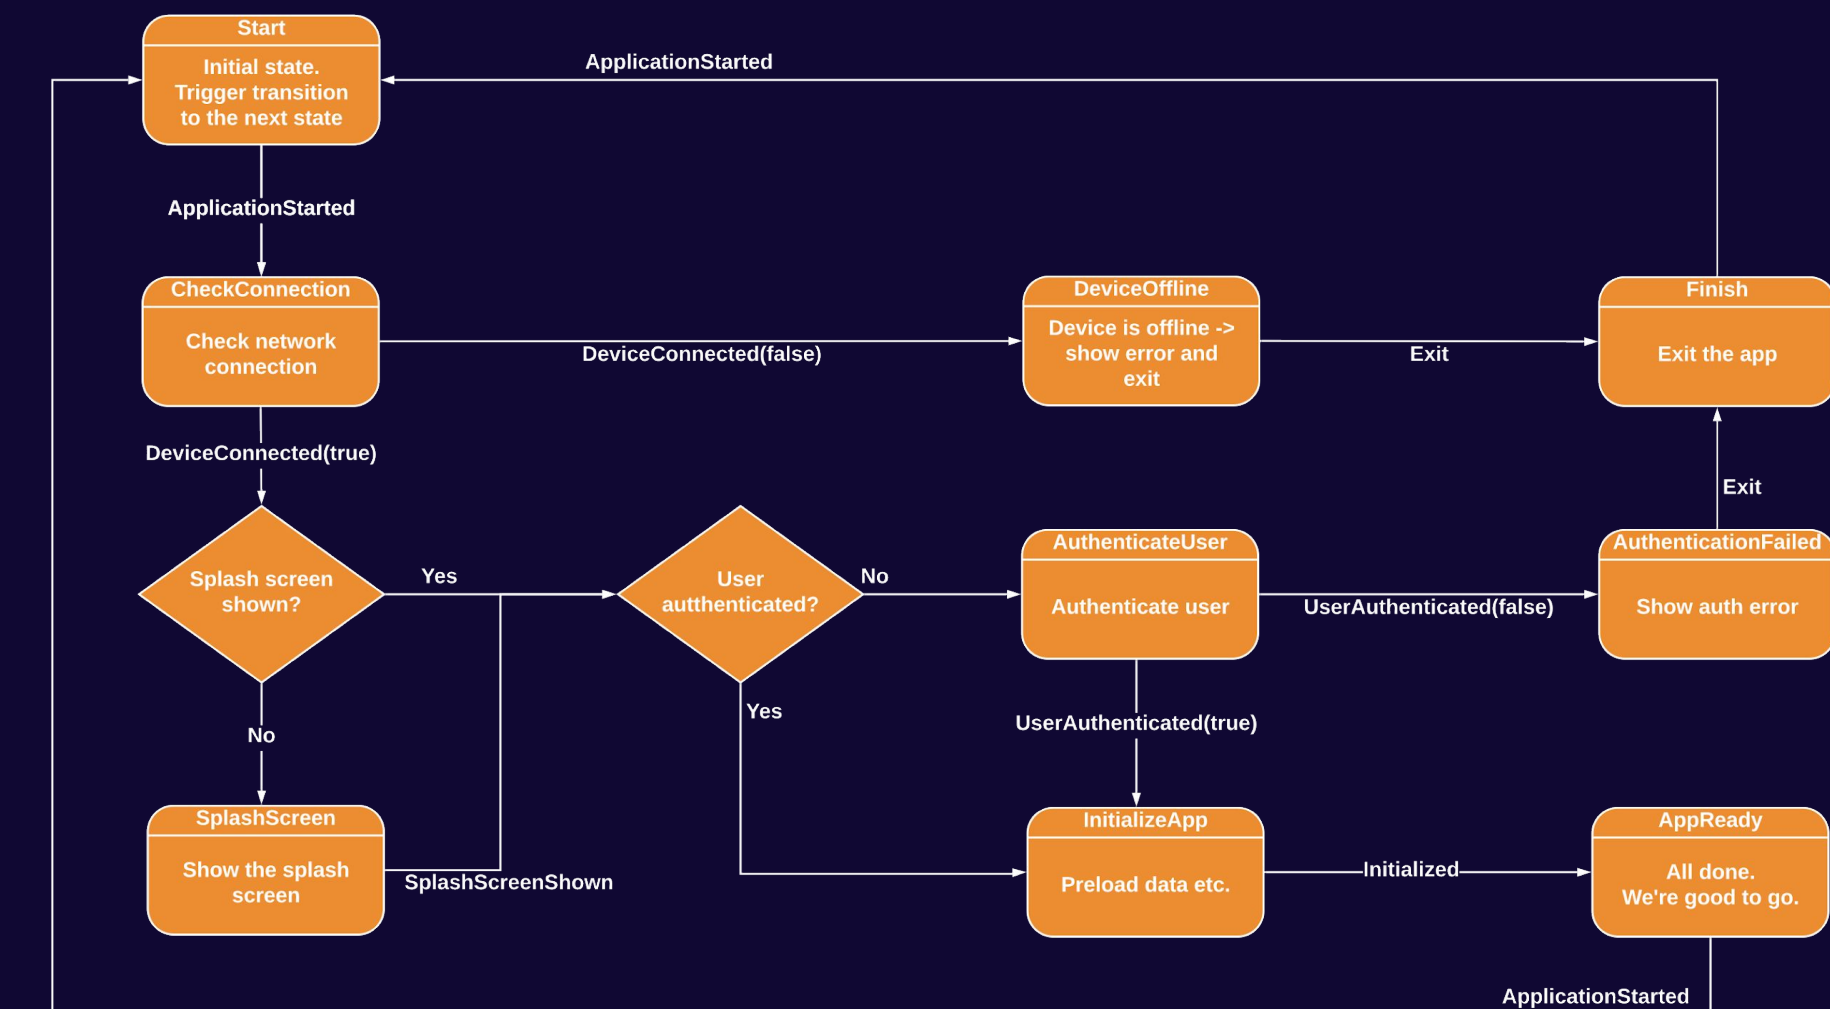 Start
Initial state.
Trigger transition
to the next state
ApplicationStarted
ApplicationStarted
CheckConnection
Check network
connection
DeviceConnected(false)
DeviceOffline
Device is offline ->
show error and
exit
Exit
Finish
Exit the app
DeviceConnected(true)
Exit
Splash screen
shown?
Yes
User
autthenticated?
No
AuthenticateUser
Authenticate user
UserAuthenticated(false)
AuthenticationFailed
Show auth error
No
Yes
UserAuthenticated(true)
SplashScreen
Show the splash
screen
SplashScreenShown
InitializeApp
Preload data etc.
Initialized
AppReady
All done.
We're good to go.
ApplicationStarted